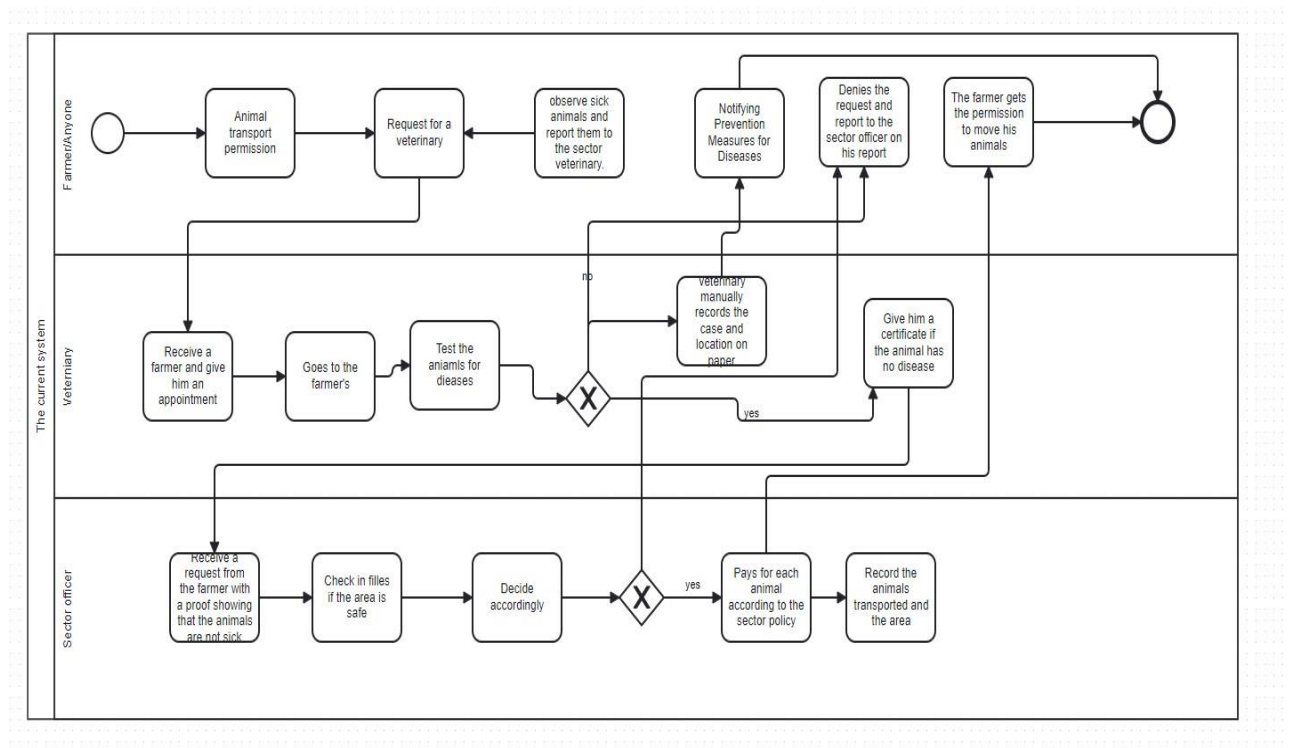 The current system
Farmer/Anyone
Animal
transport
permission
Request for a
veterinary
observe sick
animals and
report them to
the sector
veterinary.
Notifying
Prevention
Measures for
Diseases
Denies the
request and
report to the
sector officer on
his report
The farmer gets
the permission
to move his
animals
Veterniary
no
Receive a
farmer and give
him an
appointment
Goes to the
farmer's
Test the
aniamls for
dieases
veterinary
manually
records the
case and
location on
paper
yes
Give him a
certificate if
the animal has
no disease
Sector officer
Receive a
request from
the farmer with
a proof showing
that the animals
are not sick
Check in filles
if the area is
safe
Decide
accordingly
yes
Pays for each
animal
according to the
sector policy
Record the
animals
transported and
the area